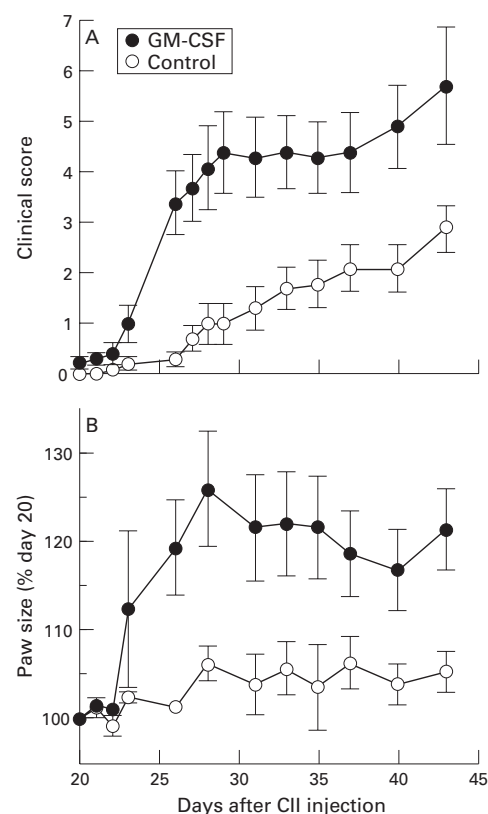 A
GM-CSF
Control
Clinical score
7
6
5
4
3
2
1
0
B
Paw size (% day 20)
130
120
110
100
20
25
30
35
40
45
Days after CII injection